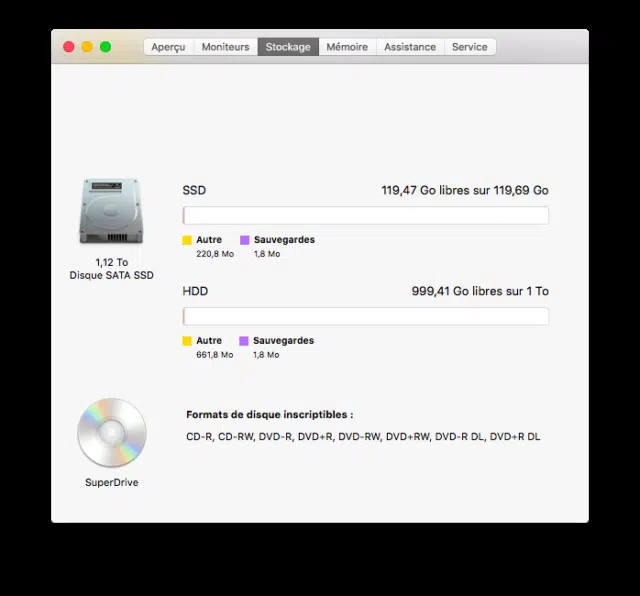 Aperçu Moniteurs Stockage Mémoire Assistance Service
SSD 119,47 Go libres sur 119,69 Go
Autre Sauvegardes
220,8 Mo 1,8 Mo
1,12 To
Disque SATA SSD
HDD 999,41 Go libres sur 1 To
Autre Sauvegardes
661,8 Mo 1,8 Mo
Formats de disque inscriptibles :
CD-R, CD-RW, DVD-R, DVD+R, DVD-RW, DVD+RW, DVD-R DL, DVD+R DL
SuperDrive